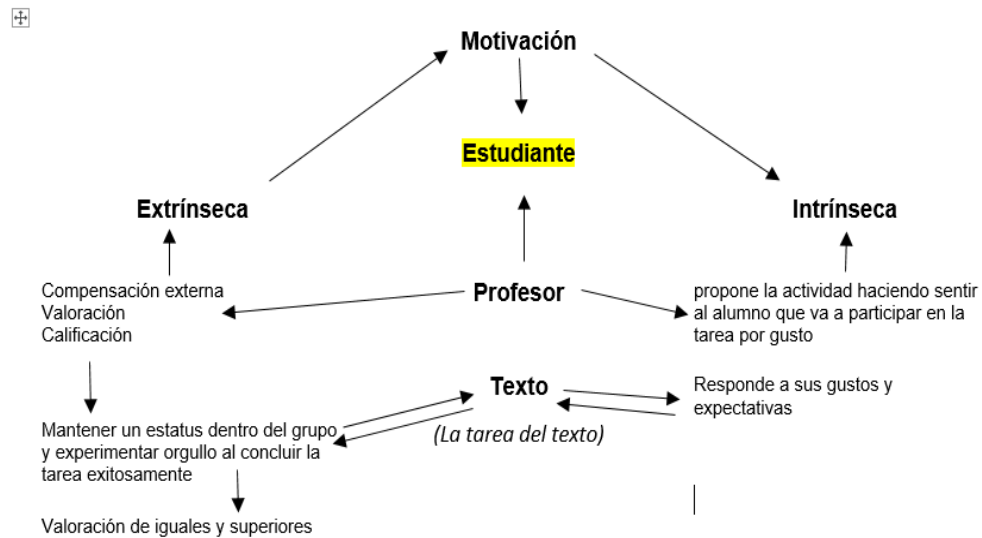 Motivación
Estudiante
Extrínseca
Intrínseca
Compensación externa
Valoración
Calificación
Profesor
propone la actividad haciendo sentir
al alumno que va a participar en la
tarea por gusto
Texto
(La tarea del texto)
Responde a sus gustos y
expectativas
Mantener un estatus dentro del grupo
y experimentar orgullo al concluir la
tarea exitosamente
Valoración de iguales y superiores